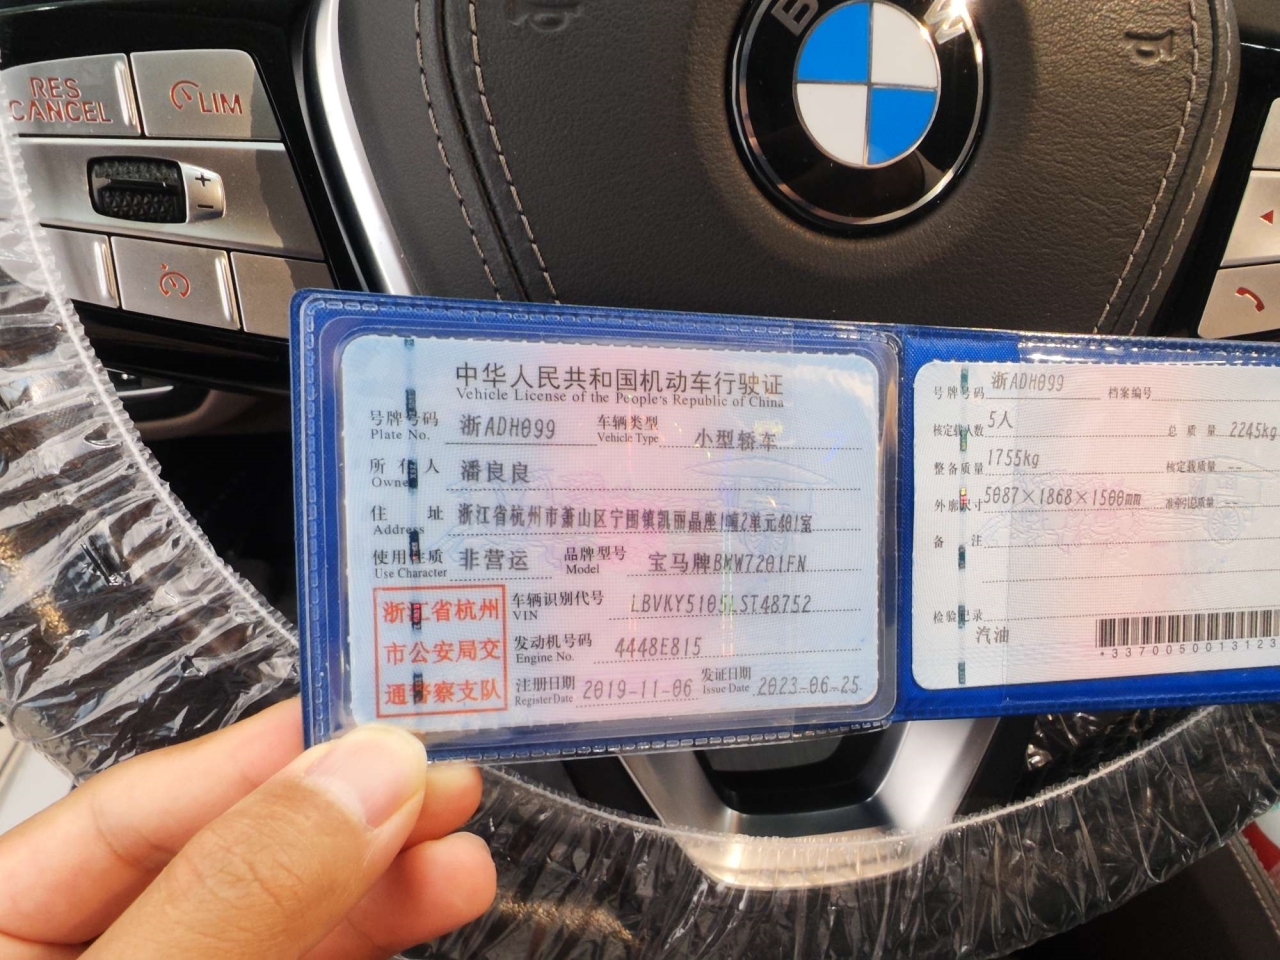 RES
CANCEL
LIM
+
−
B
W
中华人民共和国机动车行驶证
Vehicle License of the People's Republic of China
号牌号码 浙ADH099 车辆类型 小型轿车
Plate No. Vehicle Type
所有人 潘良良
Owner
住址 浙江省杭州市萧山区宁围镇凯丽晶座1幢2单元401室
Address
使用性质 非营运 品牌型号 宝马牌BMW7201FN
Use Character Model
浙江省杭州
市公安局交
通警察支队
车辆识别代号 LBVKY5105LST48752
VIN
发动机号码 4448E815
Engine No.
注册日期 2019-11-06 发证日期 2023-06-25
Register Date Issue Date
号牌号码 浙ADH099 档案编号
核定载人数 5人 总质量 2245kg
整备质量 1755kg 核定载质量 --
外廓尺寸 5087×1868×1500mm 准牵引总质量 --
备注
检验记录
汽油
*3370050013123